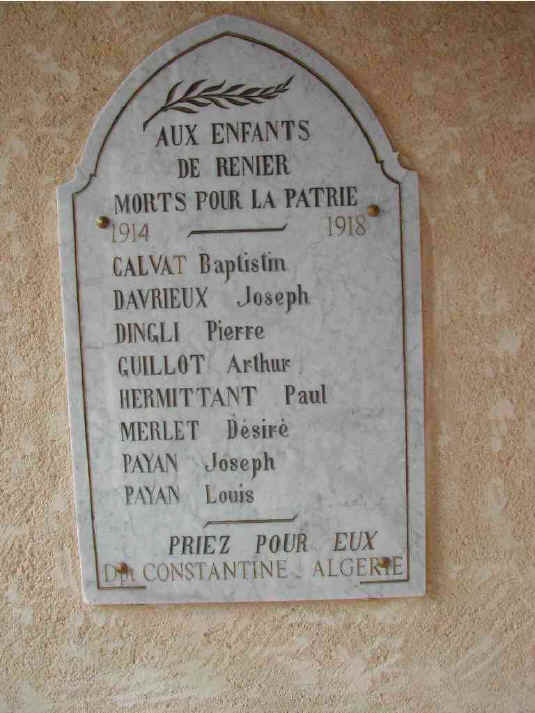 AUX ENFANTS
DE RENIER
MORTS POUR LA PATRIE
1914 1918
CALVAT Baptistin
DAVRIEUX Joseph
DINGLI Pierre
GUILLOT Arthur
HERMITTANT Paul
MERLET Désiré
PAYAN Joseph
PAYAN Louis
PRIEZ POUR EUX
CONSTANTINE ALGERIE